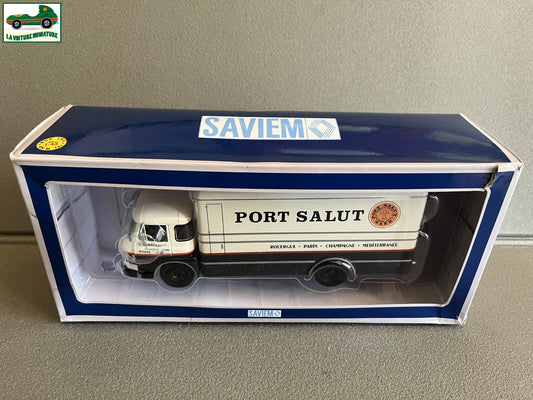 LA VOITURE MINIATURE
SAVIEM
PORT SALUT
ROUERGUE - PARIS - CHAMPAGNE - MEDITERRANEE
SAVIEM